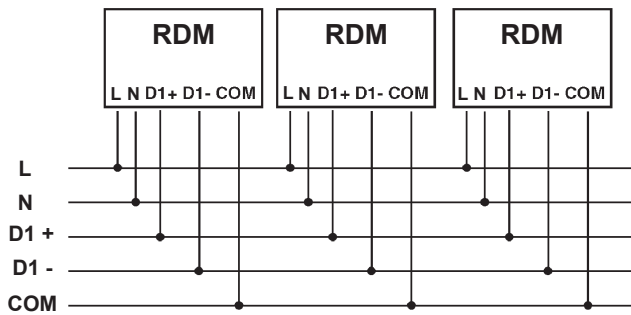 RDM RDM RDM
L N D1+ D1- COM L N D1+ D1- COM L N D1+ D1- COM
L
N
D1 +
D1 -
COM